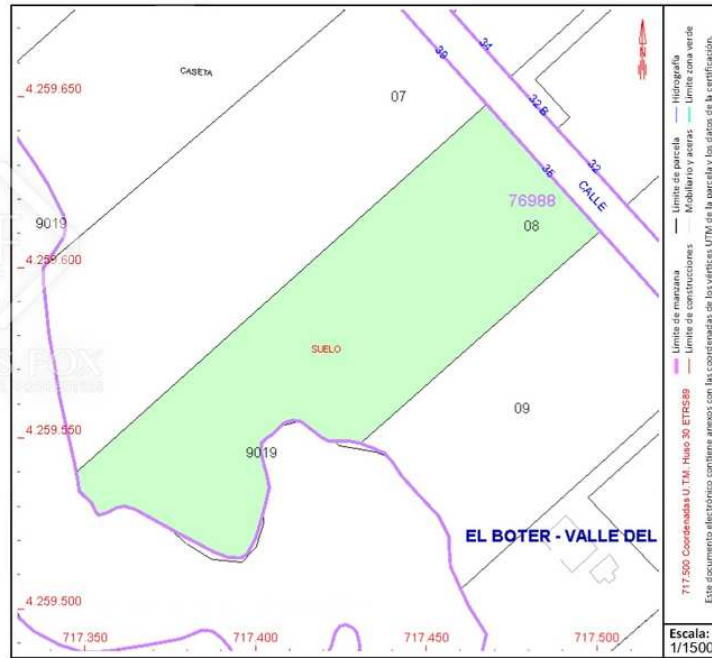 39
34
4.259.650
CASETA
07
32.B
32
35
CALLE
76988
08
9019
4.259.600
SUELO
09
4.259.550
9019
EL BOTER - VALLE DEL
4.259.500
717.350
717.400
717.450
717.500
Límite de manzana
Límite de parcela
Hidrografía
Límite de construcciones
Mobiliario y aceras
Límite zona verde
717.500 Coordenadas U.T.M. Huso 30 ETRS89
Este documento electrónico contiene anexos con las coordenadas de los vértices UTM de la parcela y los datos de la certificación.
Escala:
1/1500
FOX